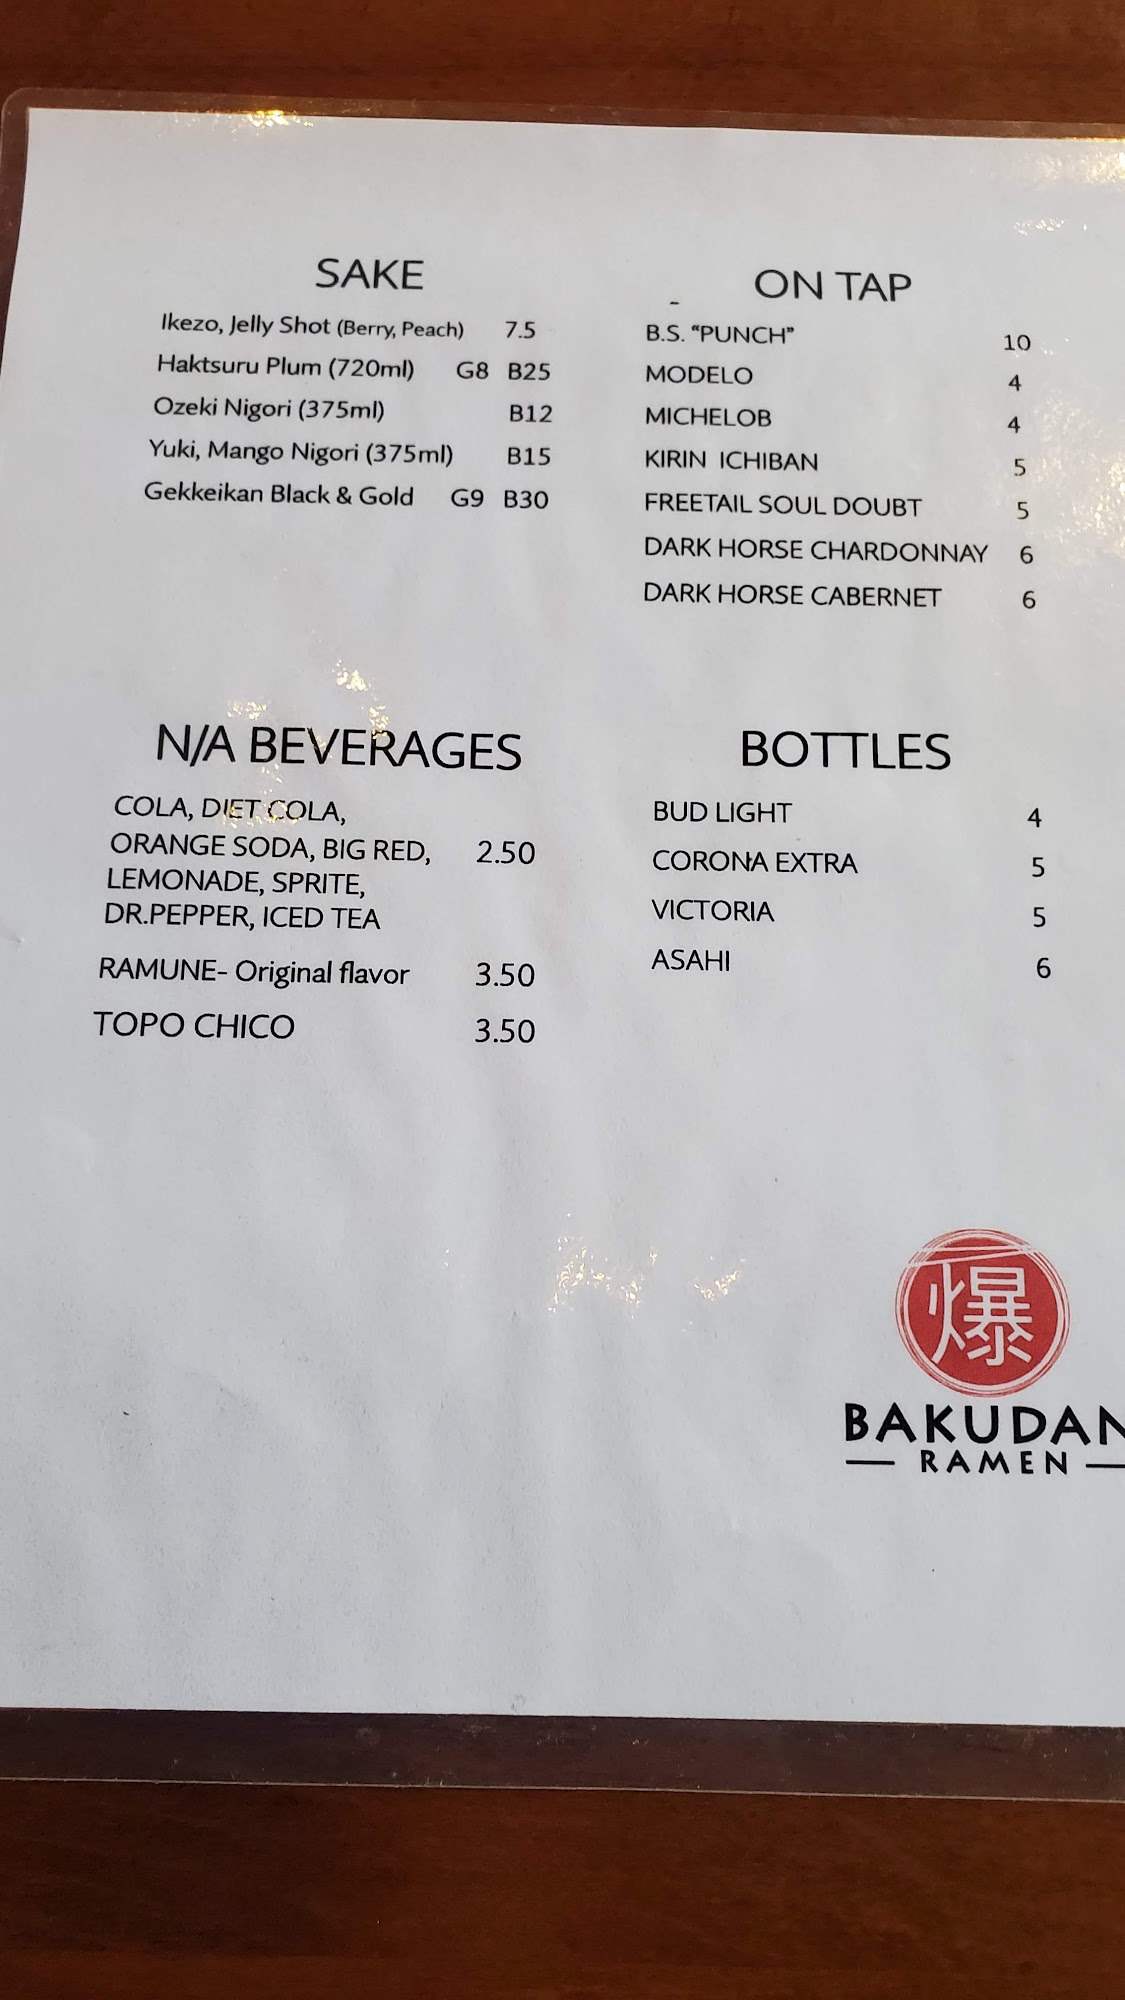 SAKE
Ikezo, Jelly Shot (Berry, Peach) 7.5
Haktsuru Plum (720ml) G8 B25
Ozeki Nigori (375ml) B12
Yuki, Mango Nigori (375ml) B15
Gekkeikan Black & Gold G9 B30
ON TAP
B.S. "PUNCH" 10
MODELO 4
MICHELOB 4
KIRIN ICHIBAN 5
FREETAIL SOUL DOUBT 5
DARK HORSE CHARDONNAY 6
DARK HORSE CABERNET 6
N/A BEVERAGES
COLA, DIET COLA,
ORANGE SODA, BIG RED, 2.50
LEMONADE, SPRITE,
DR.PEPPER, ICED TEA
RAMUNE- Original flavor 3.50
TOPO CHICO 3.50
BOTTLES
BUD LIGHT 4
CORONA EXTRA 5
VICTORIA 5
ASAHI 6
爆
BAKUDAN
RAMEN